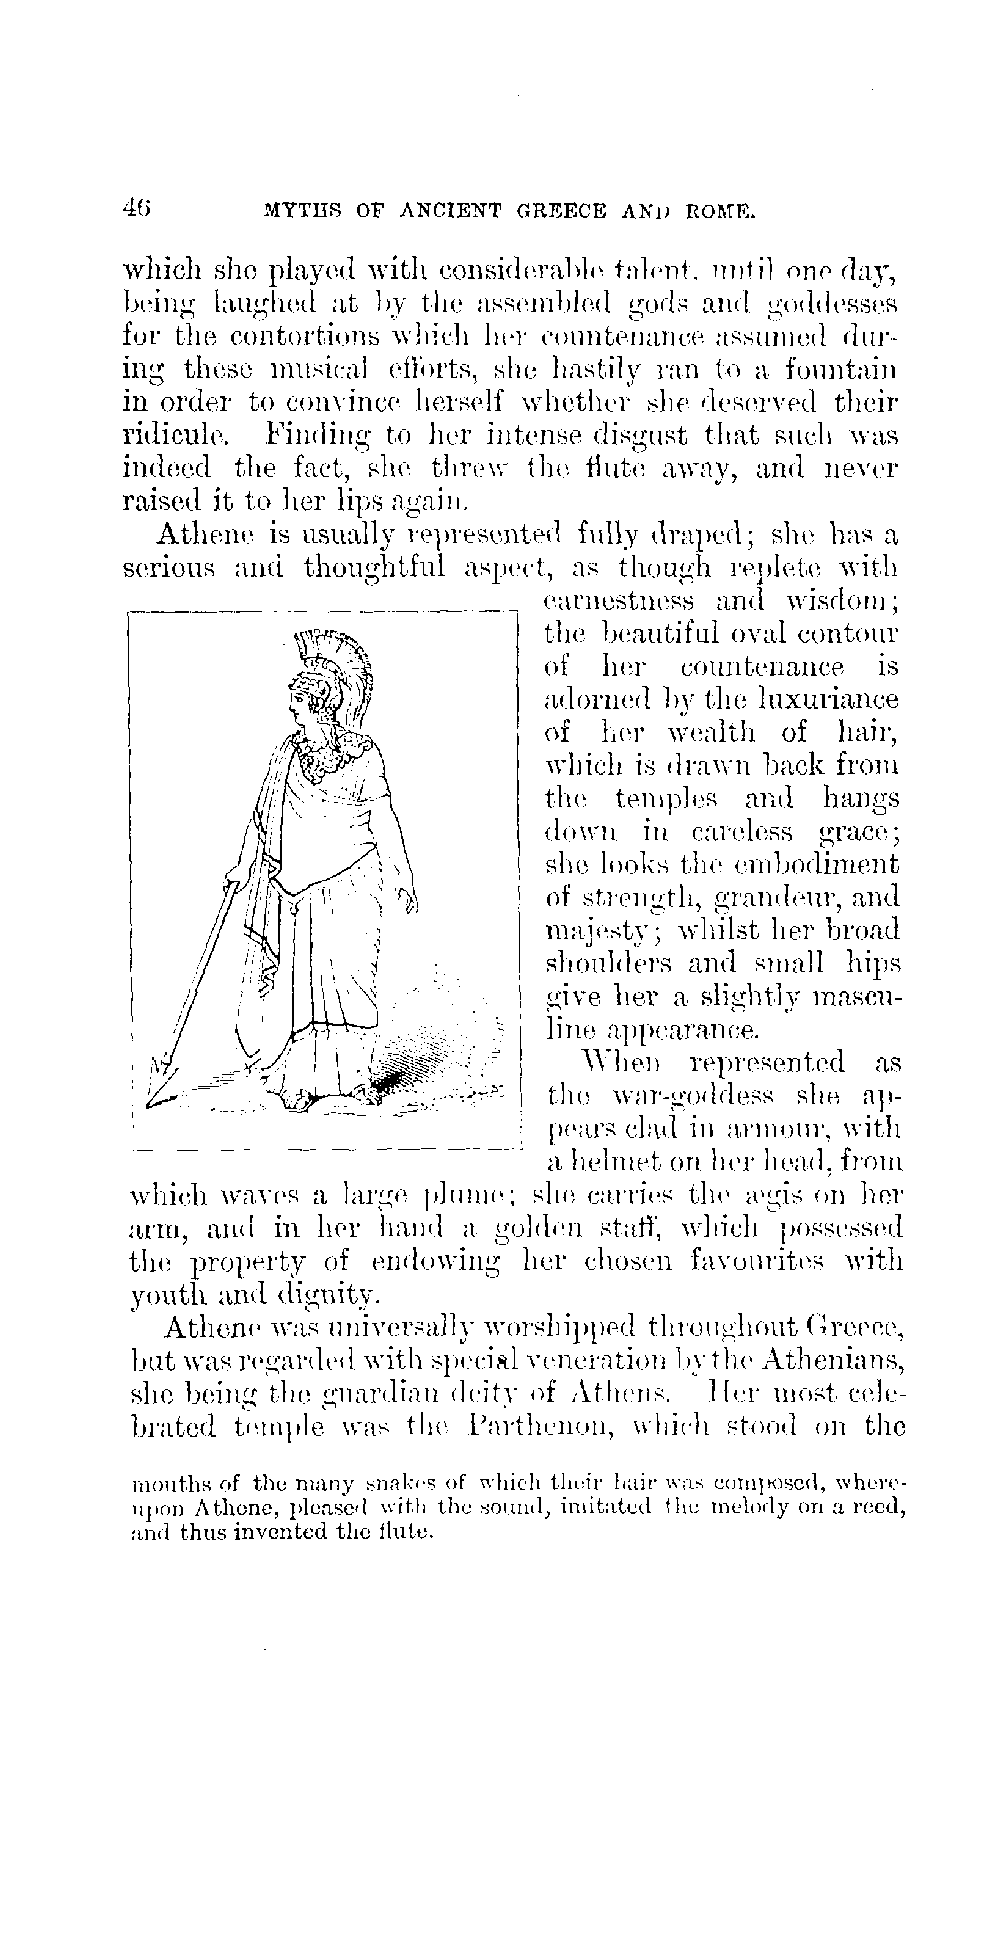 46 MYTHS OF ANCIENT GREECE AND ROME.
which she played with considerable talent, until one day,
being laughed at by the assembled gods and goddesses
for the contortions which her countenance assumed dur-
ing these musical efforts, she hastily ran to a fountain
in order to convince herself whether she deserved their
ridicule. Finding to her intense disgust that such was
indeed the fact, she threw the flute away, and never
raised it to her lips again.
Athene is usually represented fully draped; she has a
serious and thoughtful aspect, as though replete with
earnestness and wisdom;
the beautiful oval contour
of her countenance is
adorned by the luxuriance
of her wealth of hair,
which is drawn back from
the temples and hangs
down in careless grace;
she looks the embodiment
of strength, grandeur, and
majesty; whilst her broad
shoulders and small hips
give her a slightly mascu-
line appearance.
When represented as
the war-goddess she ap-
pears clad in armour, with
a helmet on her head, from
which waves a large plume; she carries the ægis on her
arm, and in her hand a golden staff, which possessed
the property of endowing her chosen favourites with
youth and dignity.
Athene was universally worshipped throughout Greece,
but was regarded with special veneration by the Athenians,
she being the guardian deity of Athens. Her most cele-
brated temple was the Parthenon, which stood on the
mouths of the many snakes of which their hair was composed, where-
upon Athene, pleased with the sound, imitated the melody on a reed,
and thus invented the flute.